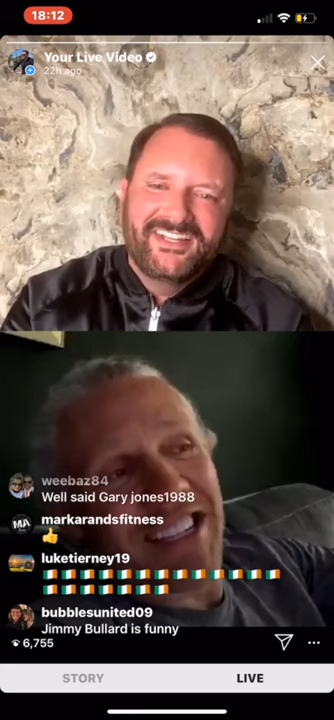 18:12
Your Live Video
22h ago
weebaz84
Well said Gary jones1988
MA
markarandsfitness
👍
luketierney19
🇮🇪🇮🇪🇮🇪🇮🇪🇮🇪🇮🇪🇮🇪🇮🇪🇮🇪🇮🇪🇮🇪🇮🇪🇮🇪
🇮🇪🇮🇪🇮🇪🇮🇪🇮🇪🇮🇪🇮🇪
bubblesunited09
Jimmy Bullard is funny
6,755
STORY LIVE